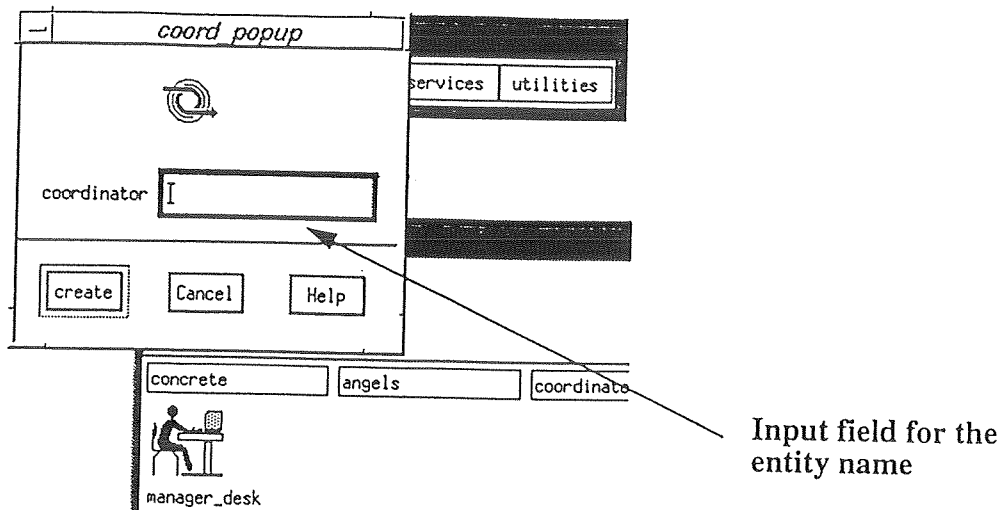 coord_popup
services
utilities
coordinator
create
Cancel
Help
concrete
angels
coordinato
manager_desk
Input field for the
entity name